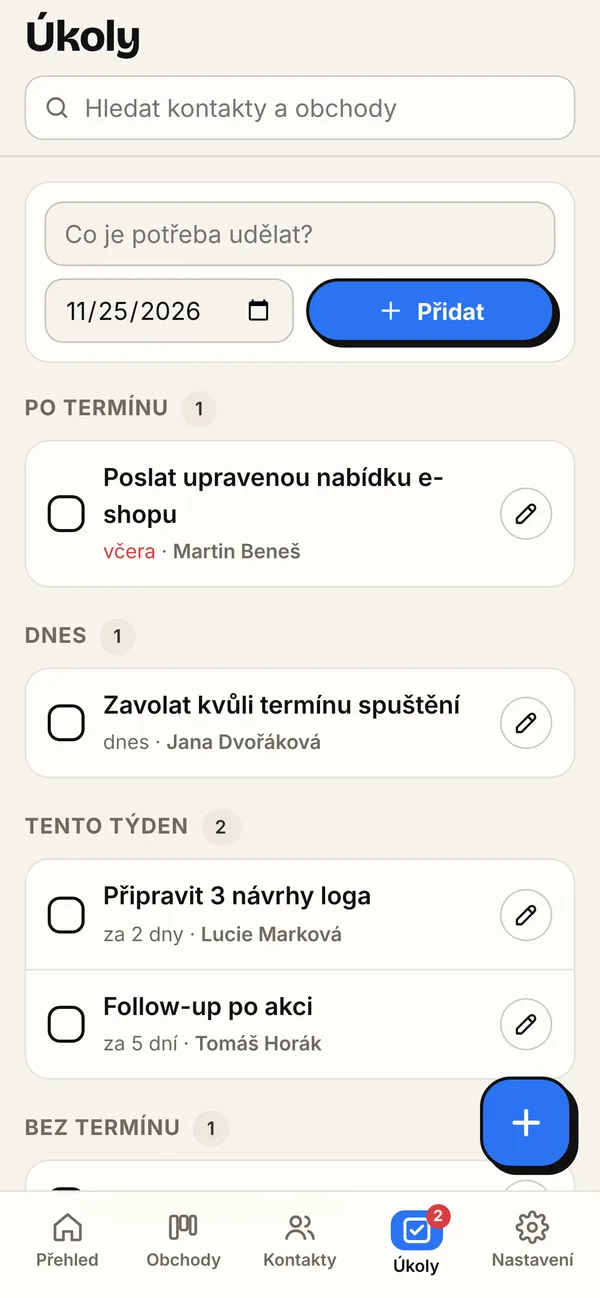 Úkoly
Hledat kontakty a obchody
Co je potřeba udělat?
11/25/2026
Přidat
PO TERMÍNU 1
Poslat upravenou nabídku e-
shopu
včera · Martin Beneš
DNES 1
Zavolat kvůli termínu spuštění
dnes · Jana Dvořáková
TENTO TÝDEN 2
Připravit 3 návrhy loga
za 2 dny · Lucie Marková
Follow-up po akci
za 5 dní · Tomáš Horák
BEZ TERMÍNU 1
2
Přehled Obchody Kontakty Úkoly Nastavení